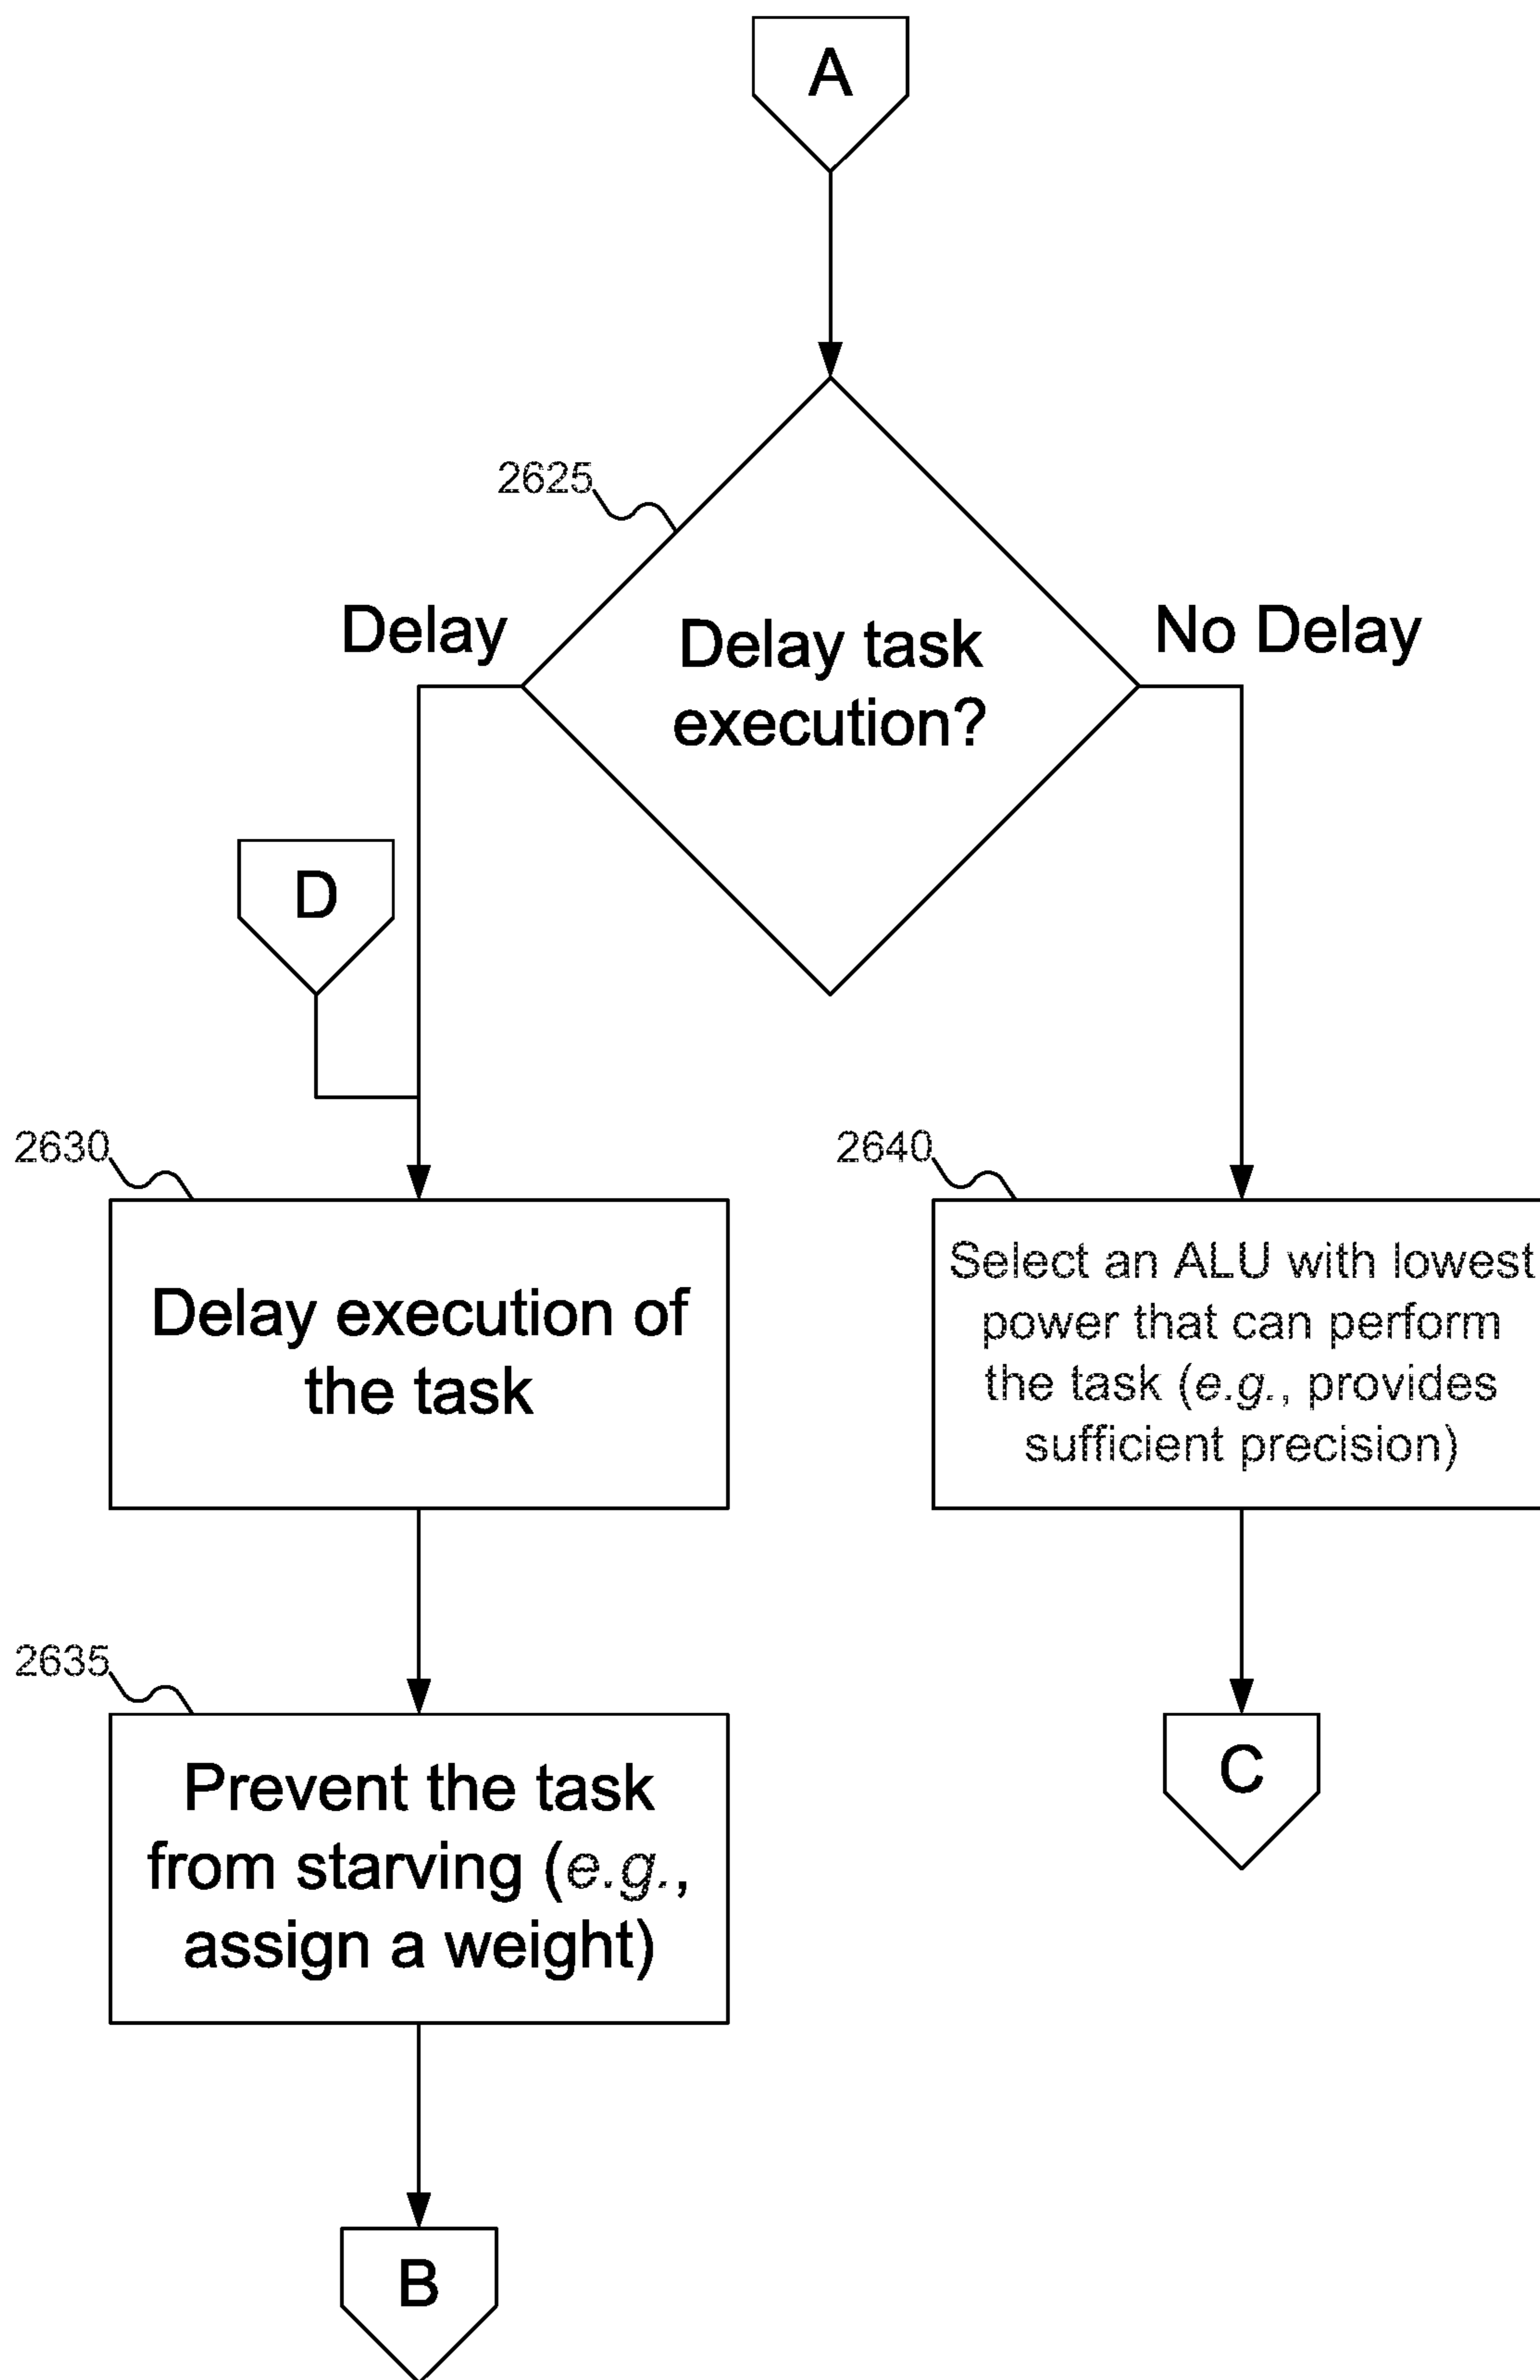 A
2625
Delay
Delay task
execution?
No Delay
D
2630
Delay execution of
the task
2640
Select an ALU with lowest
power that can perform
the task (e.g., provides
sufficient precision)
2635
Prevent the task
from starving (e.g.,
assign a weight)
C
B